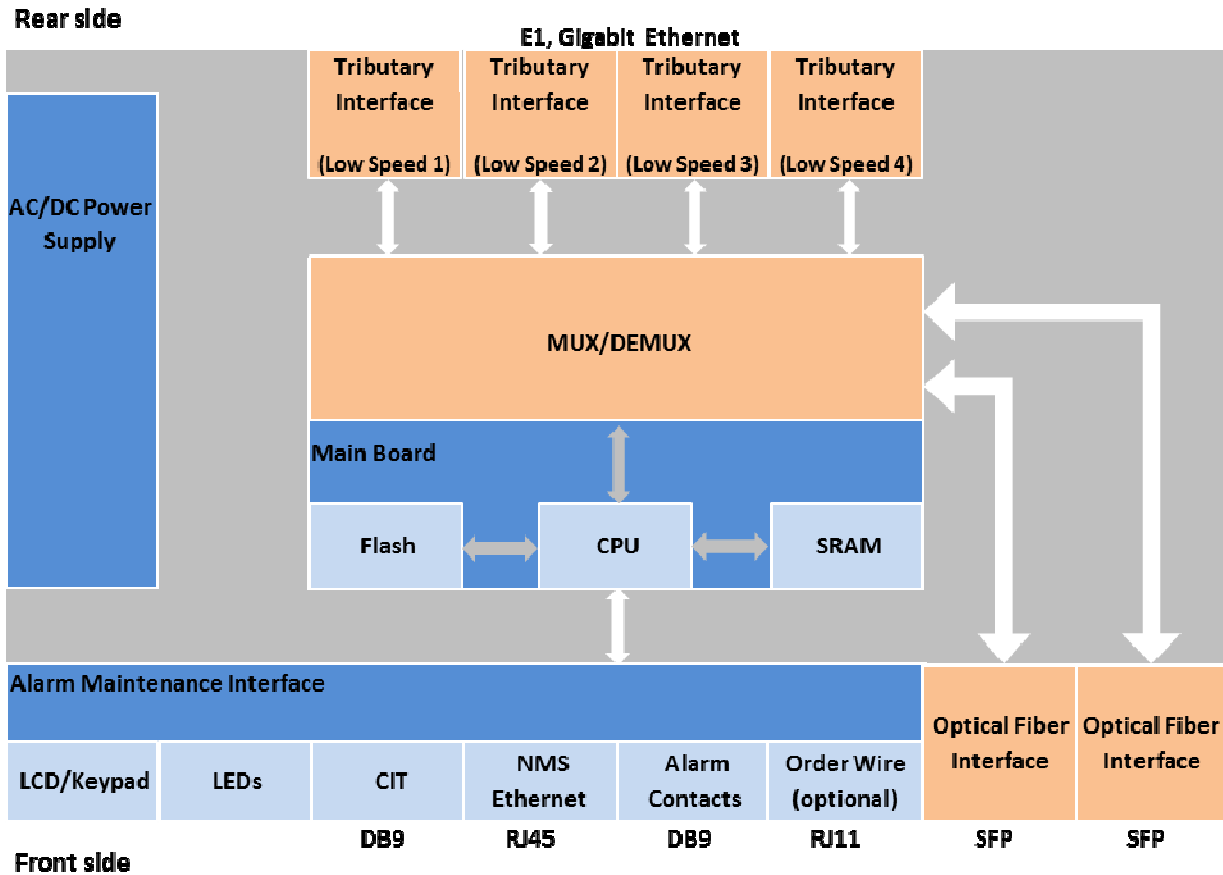 Rear side
E1, Gigabit Ethernet
Tributary
Interface
(Low Speed 1)
Tributary
Interface
(Low Speed 2)
Tributary
Interface
(Low Speed 3)
Tributary
Interface
(Low Speed 4)
AC/DC Power
Supply
MUX/DEMUX
Main Board
Flash
CPU
SRAM
Alarm Maintenance Interface
LCD/Keypad
LEDs
CIT
NMS
Ethernet
Alarm
Contacts
Order Wire
(optional)
Optical Fiber
Interface
Optical Fiber
Interface
DB9
RJ45
DB9
RJ11
SFP
SFP
Front side